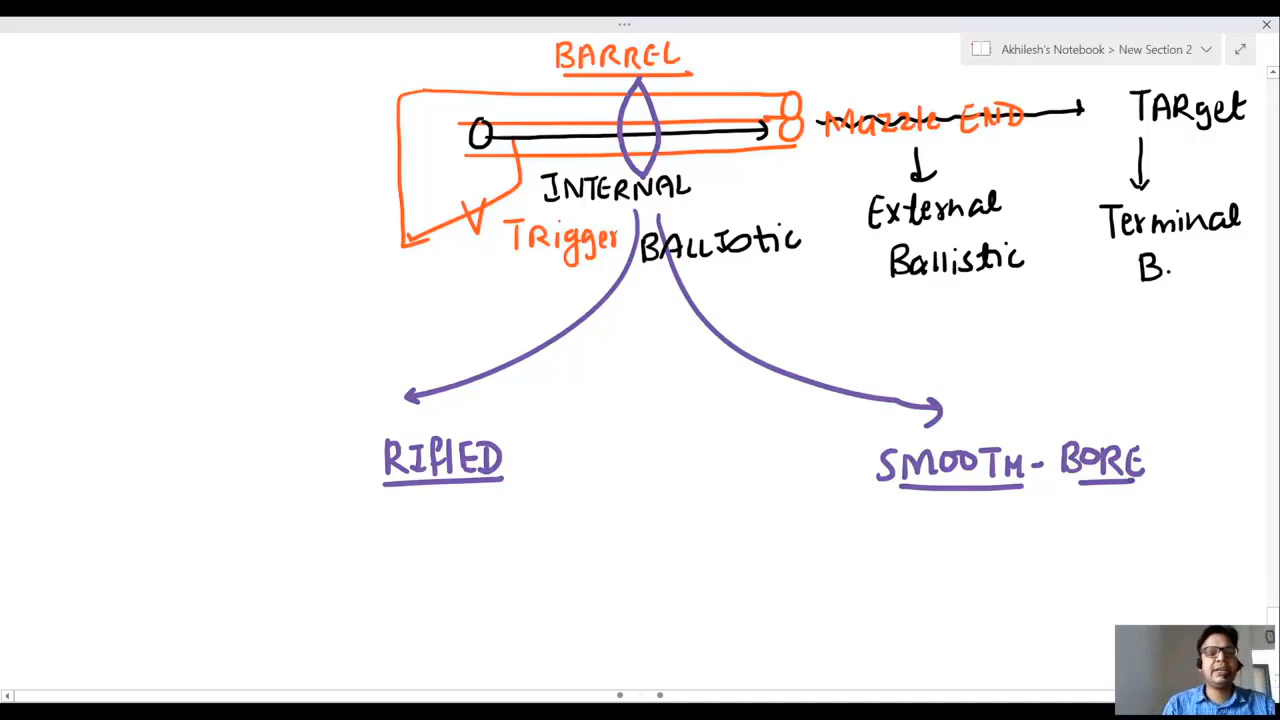 Akhilesh's Notebook > New Section 2
BARREL
Muzzle END
TARget
INTERNAL
BALLIStic
TRigger
External
Ballistic
Terminal
B.
RIflED
SMOOTH-BORE